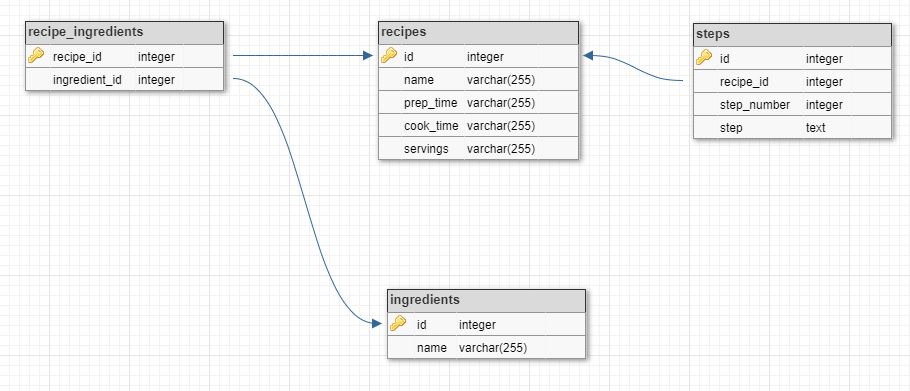 recipe_ingredients
recipe_id integer
ingredient_id integer
recipes
id integer
name varchar(255)
prep_time varchar(255)
cook_time varchar(255)
servings varchar(255)
steps
id integer
recipe_id integer
step_number integer
step text
ingredients
id integer
name varchar(255)